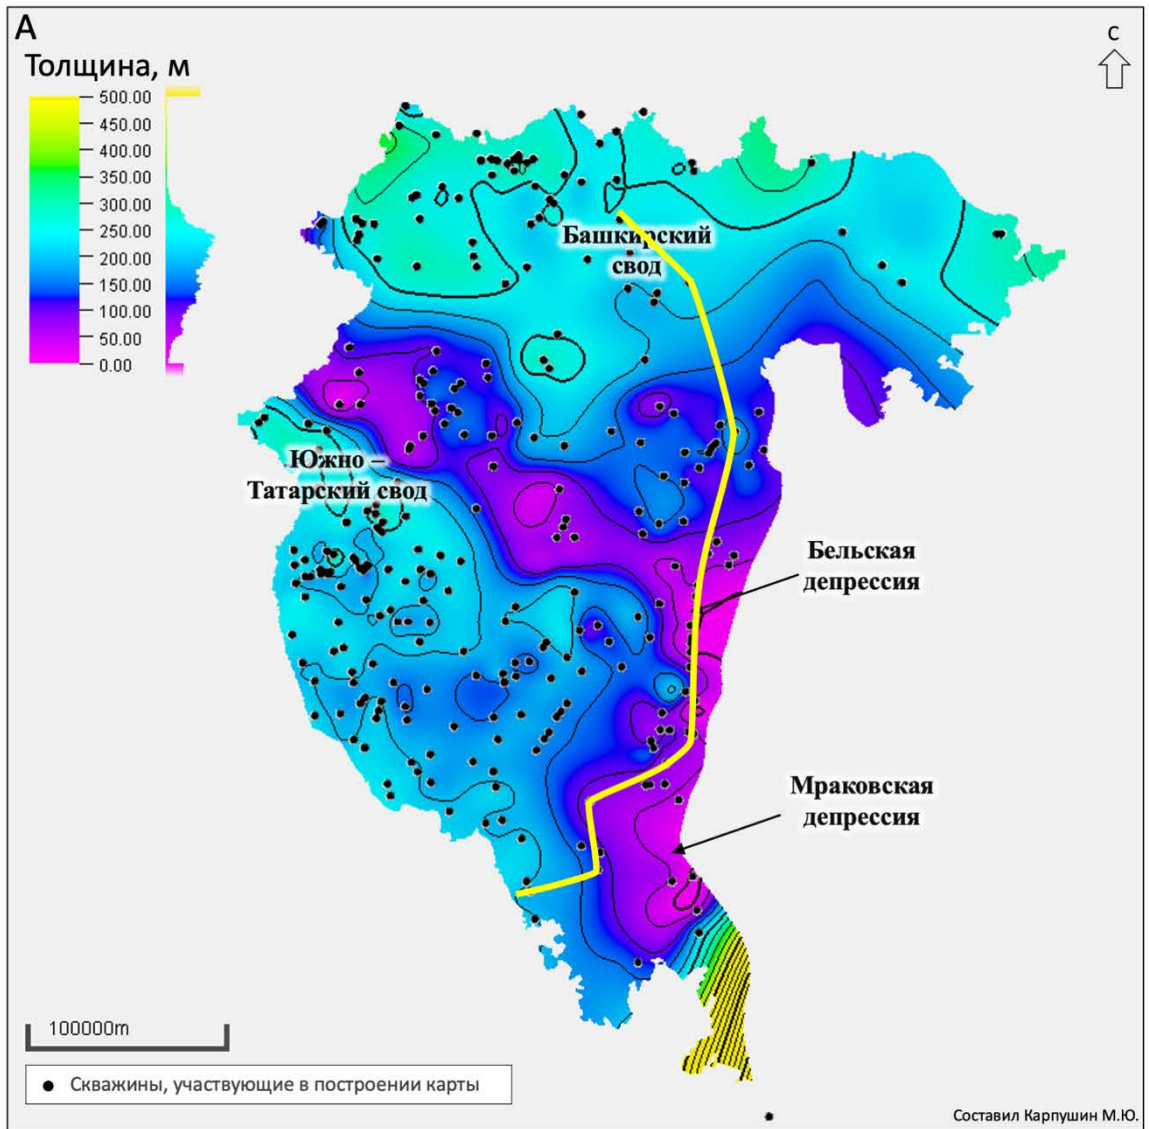 А
С
Толщина, м
500.00
450.00
400.00
350.00
300.00
250.00
200.00
150.00
100.00
50.00
0.00
Башкирский
свод
Южно –
Татарский свод
Бельская
депрессия
Мраковская
депрессия
100000m
Скважины, участвующие в построении карты
Составил Карпушин М.Ю.